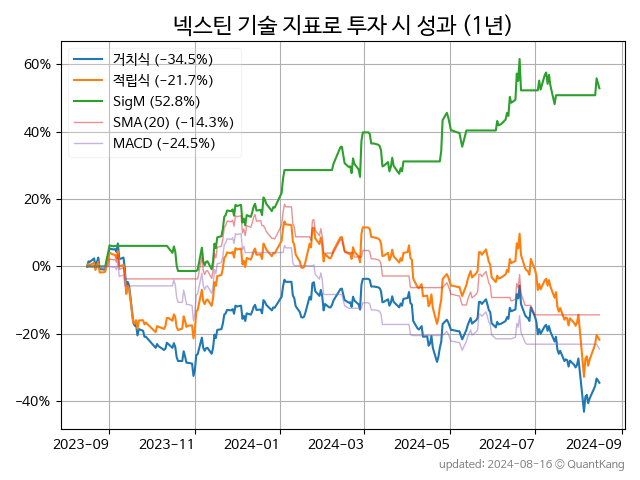 넥스틴 기술 지표로 투자 시 성과 (1년)
거치식 (−34.5%)
적립식 (−21.7%)
SigM (52.8%)
SMA(20) (−14.3%)
MACD (−24.5%)
60%
40%
20%
0%
−20%
−40%
2023-09 2023-11 2024-01 2024-03 2024-05 2024-07 2024-09
updated: 2024-08-16 © QuantKang